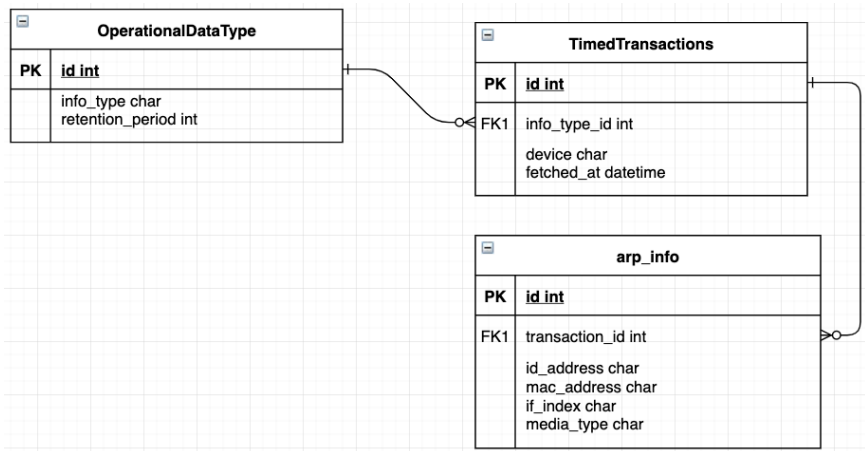 OperationalDataType
PK id int
info_type char
retention_period int
TimedTransactions
PK id int
FK1 info_type_id int
device char
fetched_at datetime
arp_info
PK id int
FK1 transaction_id int
id_address char
mac_address char
if_index char
media_type char